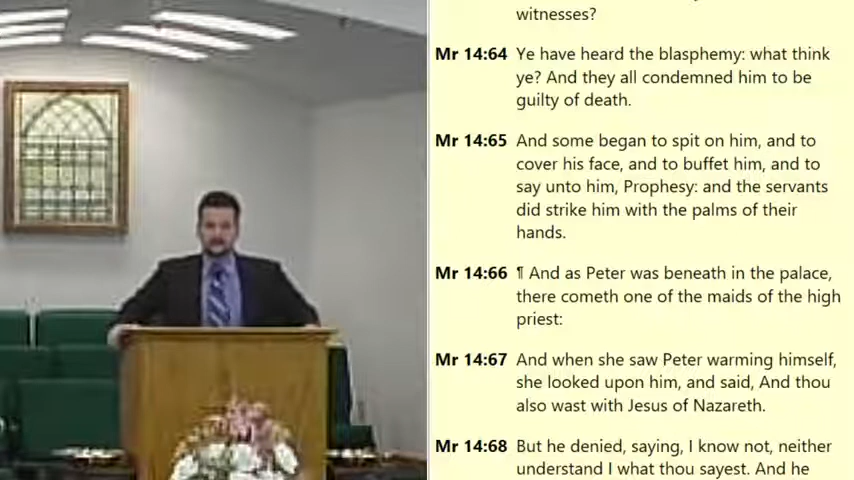 witnesses?
Mr 14:64 Ye have heard the blasphemy: what think
ye? And they all condemned him to be
guilty of death.
Mr 14:65 And some began to spit on him, and to
cover his face, and to buffet him, and to
say unto him, Prophesy: and the servants
did strike him with the palms of their
hands.
Mr 14:66 ¶ And as Peter was beneath in the palace,
there cometh one of the maids of the high
priest:
Mr 14:67 And when she saw Peter warming himself,
she looked upon him, and said, And thou
also wast with Jesus of Nazareth.
Mr 14:68 But he denied, saying, I know not, neither
understand I what thou sayest. And he